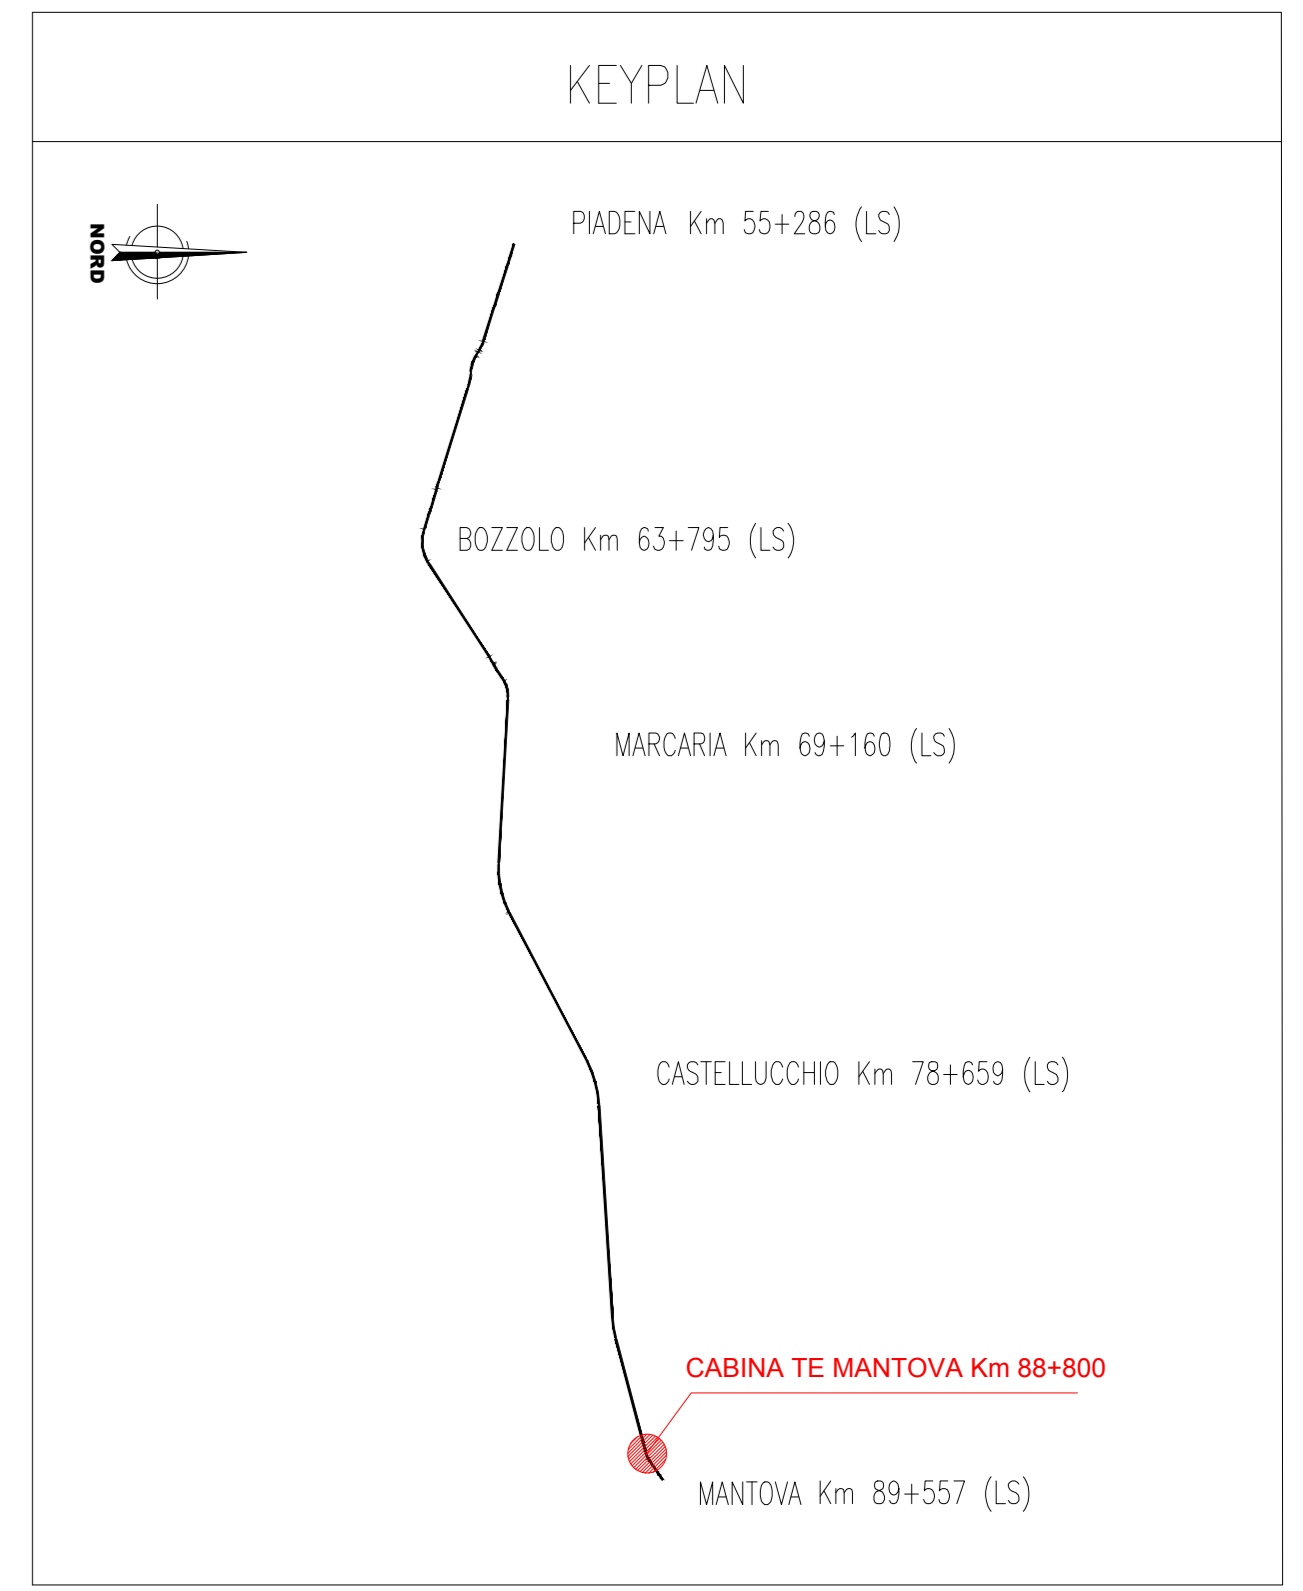 KEYPLAN
NORD
PIADENA Km 55+286 (LS)
BOZZOLO Km 63+795 (LS)
MARCARIA Km 69+160 (LS)
CASTELLUCCHIO Km 78+659 (LS)
CABINA TE MANTOVA Km 88+800
MANTOVA Km 89+557 (LS)